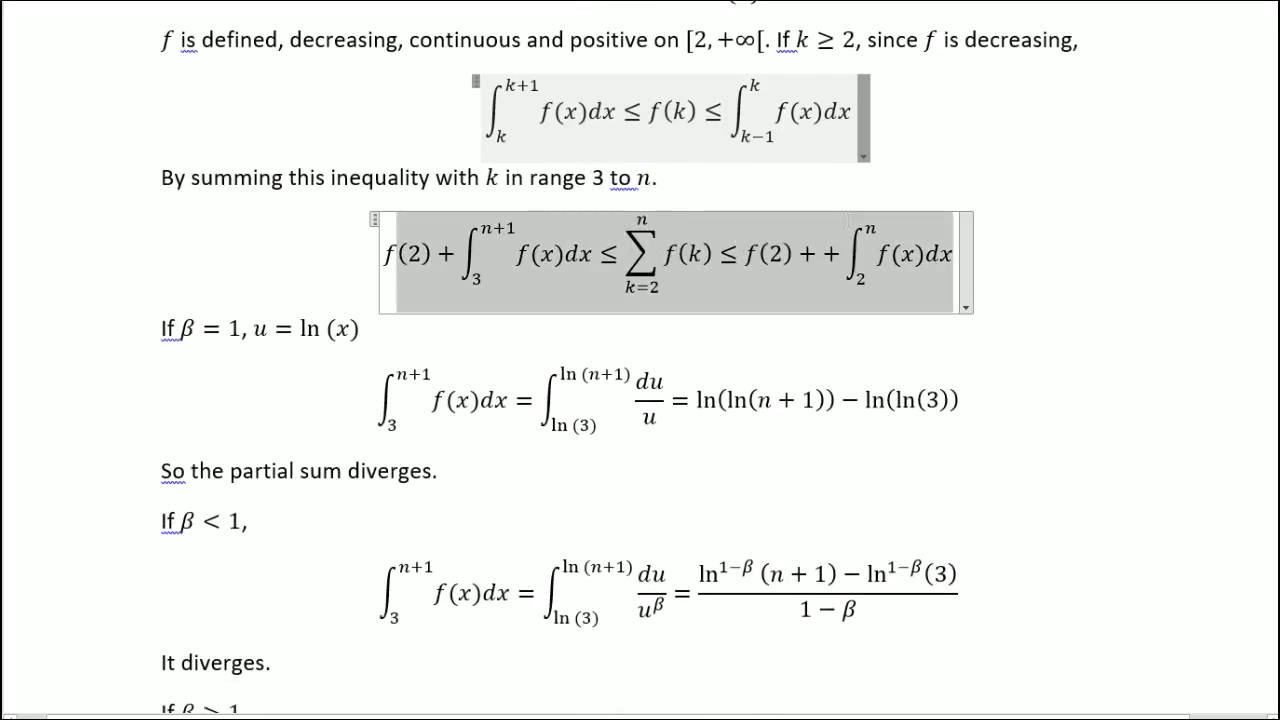 f is defined, decreasing, continuous and positive on [2, +∞[. If k ≥ 2, since f is decreasing,
∫_k^{k+1} f(x)dx ≤ f(k) ≤ ∫_{k−1}^k f(x)dx
By summing this inequality with k in range 3 to n.
f(2) + ∫_3^{n+1} f(x)dx ≤ ∑_{k=2}^n f(k) ≤ f(2) + + ∫_2^n f(x)dx
If β = 1, u = ln (x)
∫_3^{n+1} f(x)dx = ∫_{ln (3)}^{ln (n+1)} du/u = ln(ln(n + 1)) − ln(ln(3))
So the partial sum diverges.
If β < 1,
∫_3^{n+1} f(x)dx = ∫_{ln (3)}^{ln (n+1)} du/u^β = (ln^{1−β} (n + 1) − ln^{1−β}(3))/(1 − β)
It diverges.
If β > 1